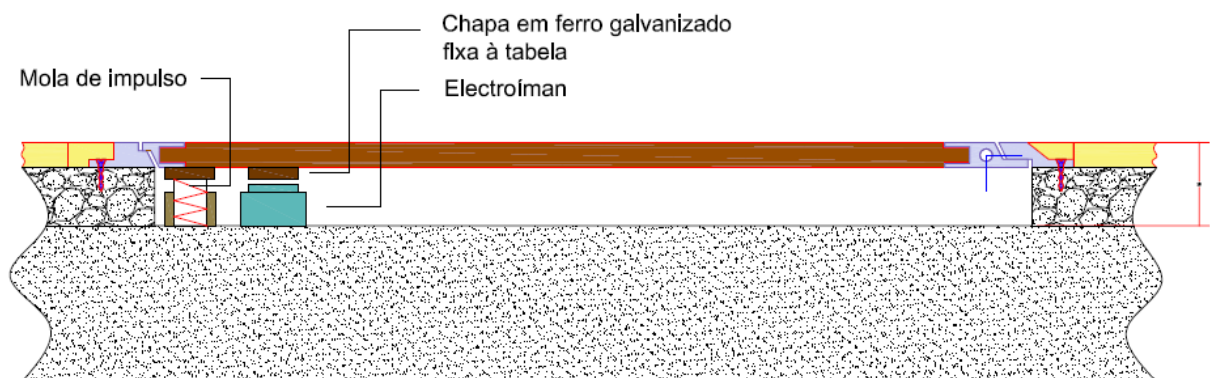 Chapa em ferro galvanizado
fixa à tabela
Mola de impulso
Electroíman